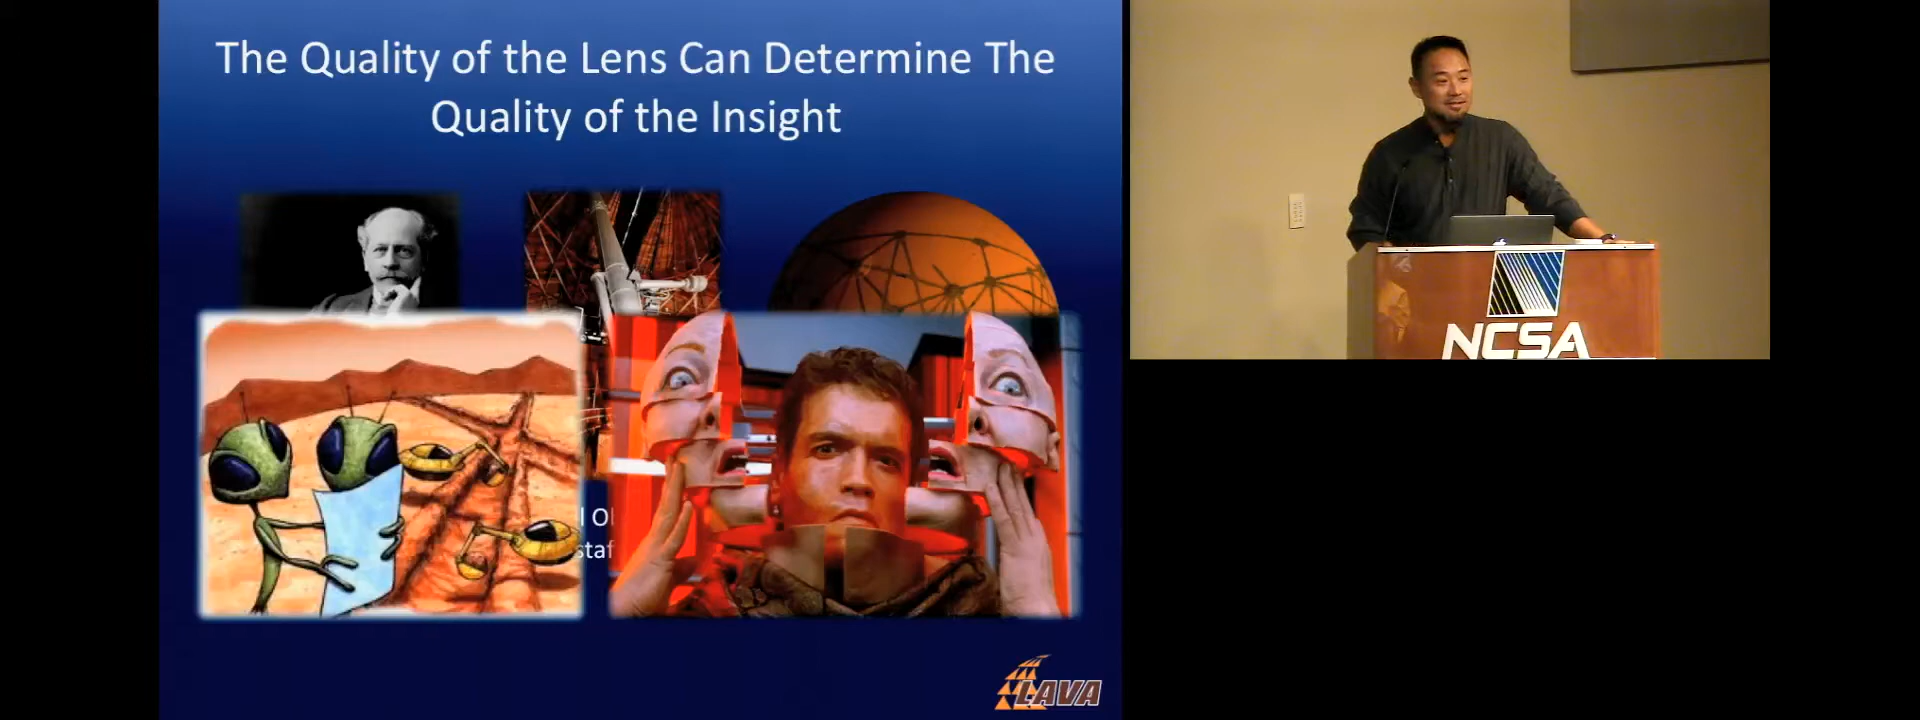 The Quality of the Lens Can Determine The
Quality of the Insight
LAVA
NCSA